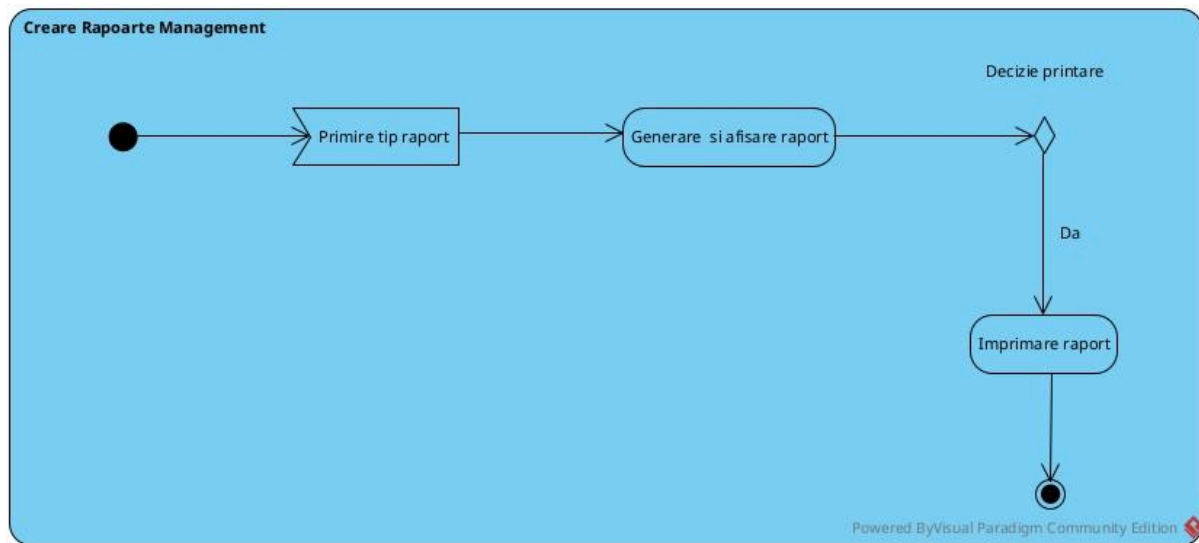 Creare Rapoarte Management
Decizie printare
Primire tip raport
Generare  si afisare raport
Da
Imprimare raport
Powered ByVisual Paradigm Community Edition